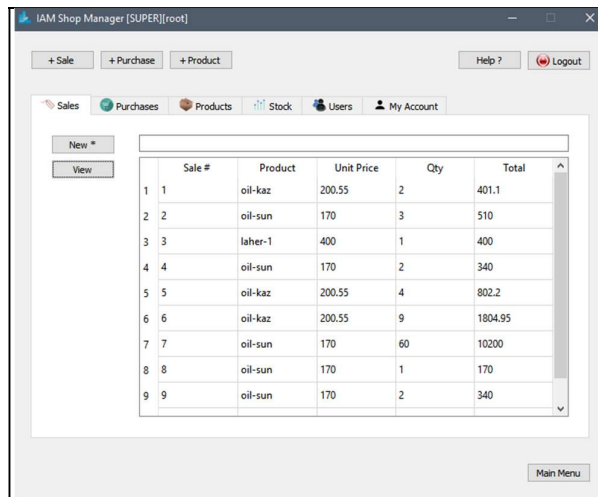 IAM Shop Manager [SUPER][root]
+ Sale + Purchase + Product Help ? Logout
Sales Purchases Products Stock Users My Account
New *
View
Sale # Product Unit Price Qty Total
1 1 oil-kaz 200.55 2 401.1
2 2 oil-sun 170 3 510
3 3 laher-1 400 1 400
4 4 oil-sun 170 2 340
5 5 oil-kaz 200.55 4 802.2
6 6 oil-kaz 200.55 9 1804.95
7 7 oil-sun 170 60 10200
8 8 oil-sun 170 1 170
9 9 oil-sun 170 2 340
Main Menu